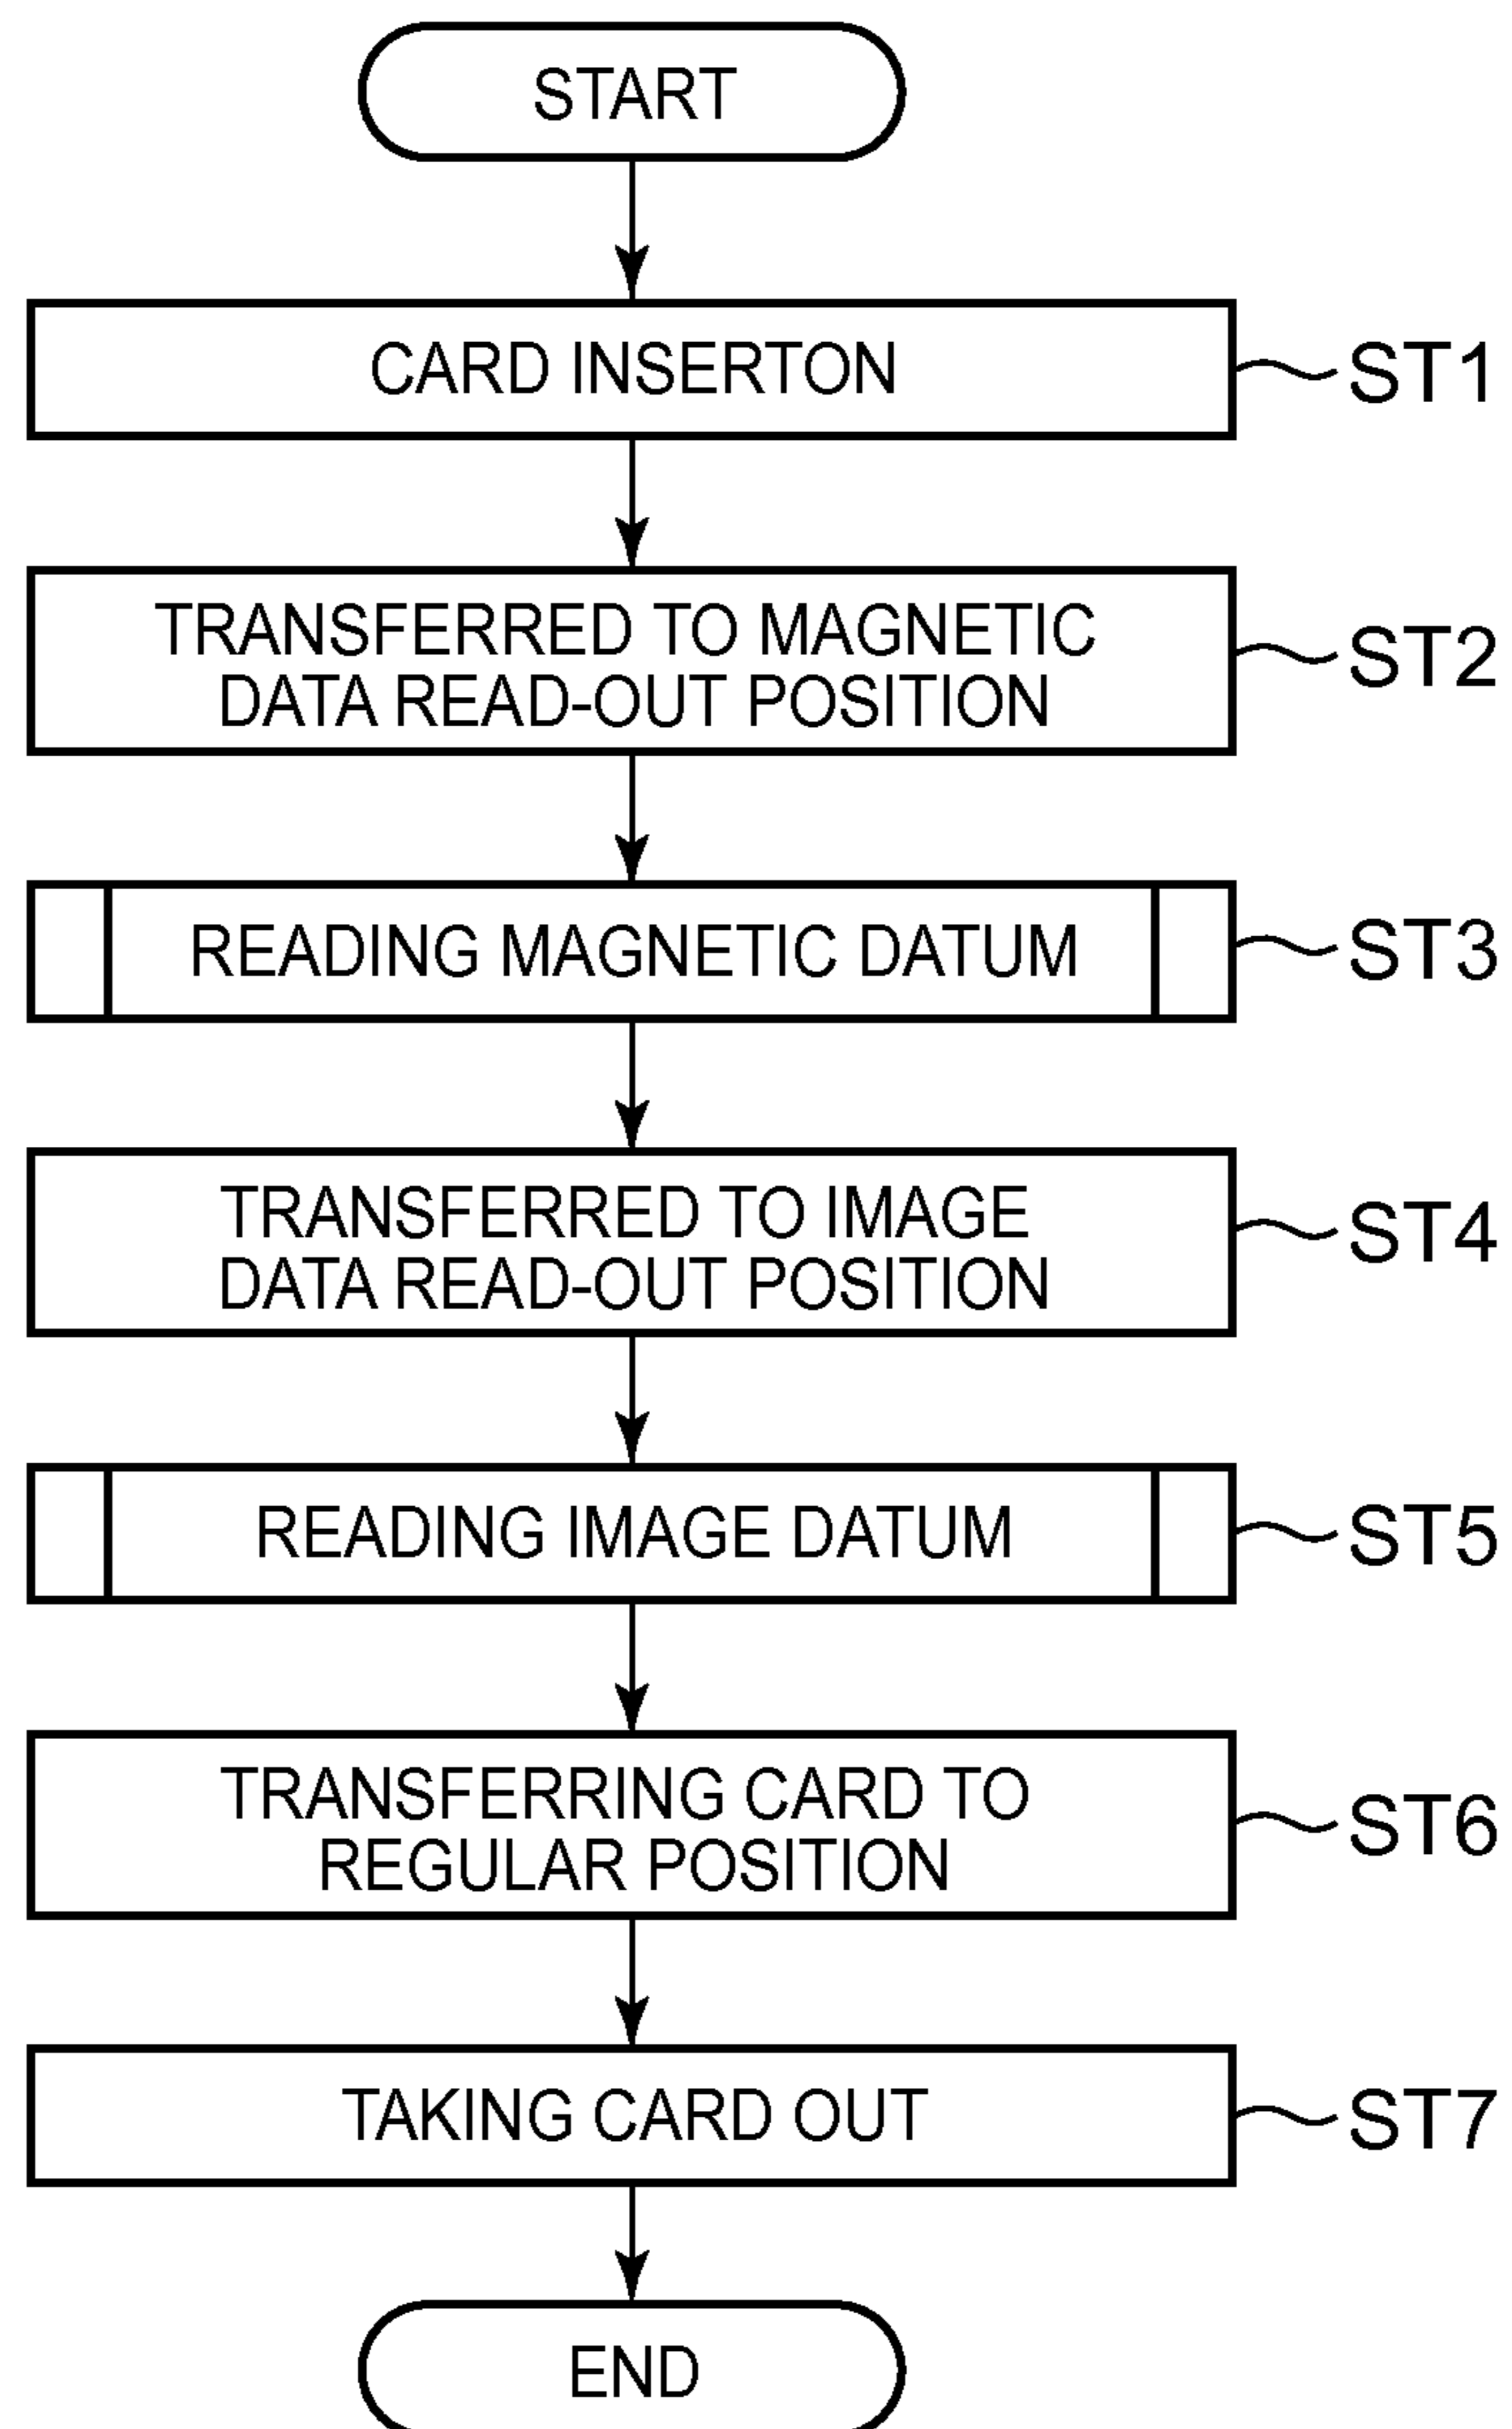 START
CARD INSERTON
ST1
TRANSFERRED TO MAGNETIC
DATA READ-OUT POSITION
ST2
READING MAGNETIC DATUM
ST3
TRANSFERRED TO IMAGE
DATA READ-OUT POSITION
ST4
READING IMAGE DATUM
ST5
TRANSFERRING CARD TO
REGULAR POSITION
ST6
TAKING CARD OUT
ST7
END